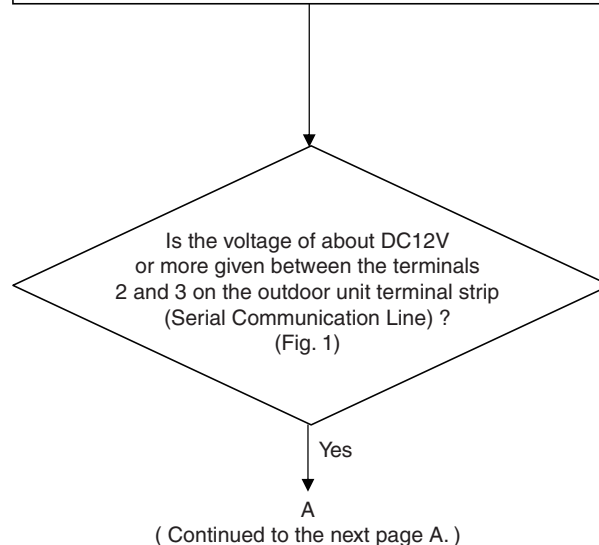 Is the voltage of about DC12V
or more given between the terminals
2 and 3 on the outdoor unit terminal strip
(Serial Communication Line) ?
(Fig. 1)
Yes
A
( Continued to the next page A. )